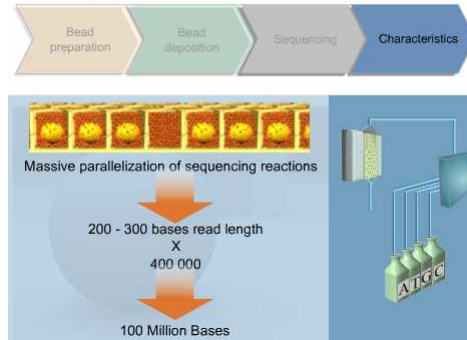 Bead
preparation
Bead
deposition
Sequencing
Characteristics
Massive parallelization of sequencing reactions
200 - 300 bases read length
X
400 000
100 Million Bases
A T G C